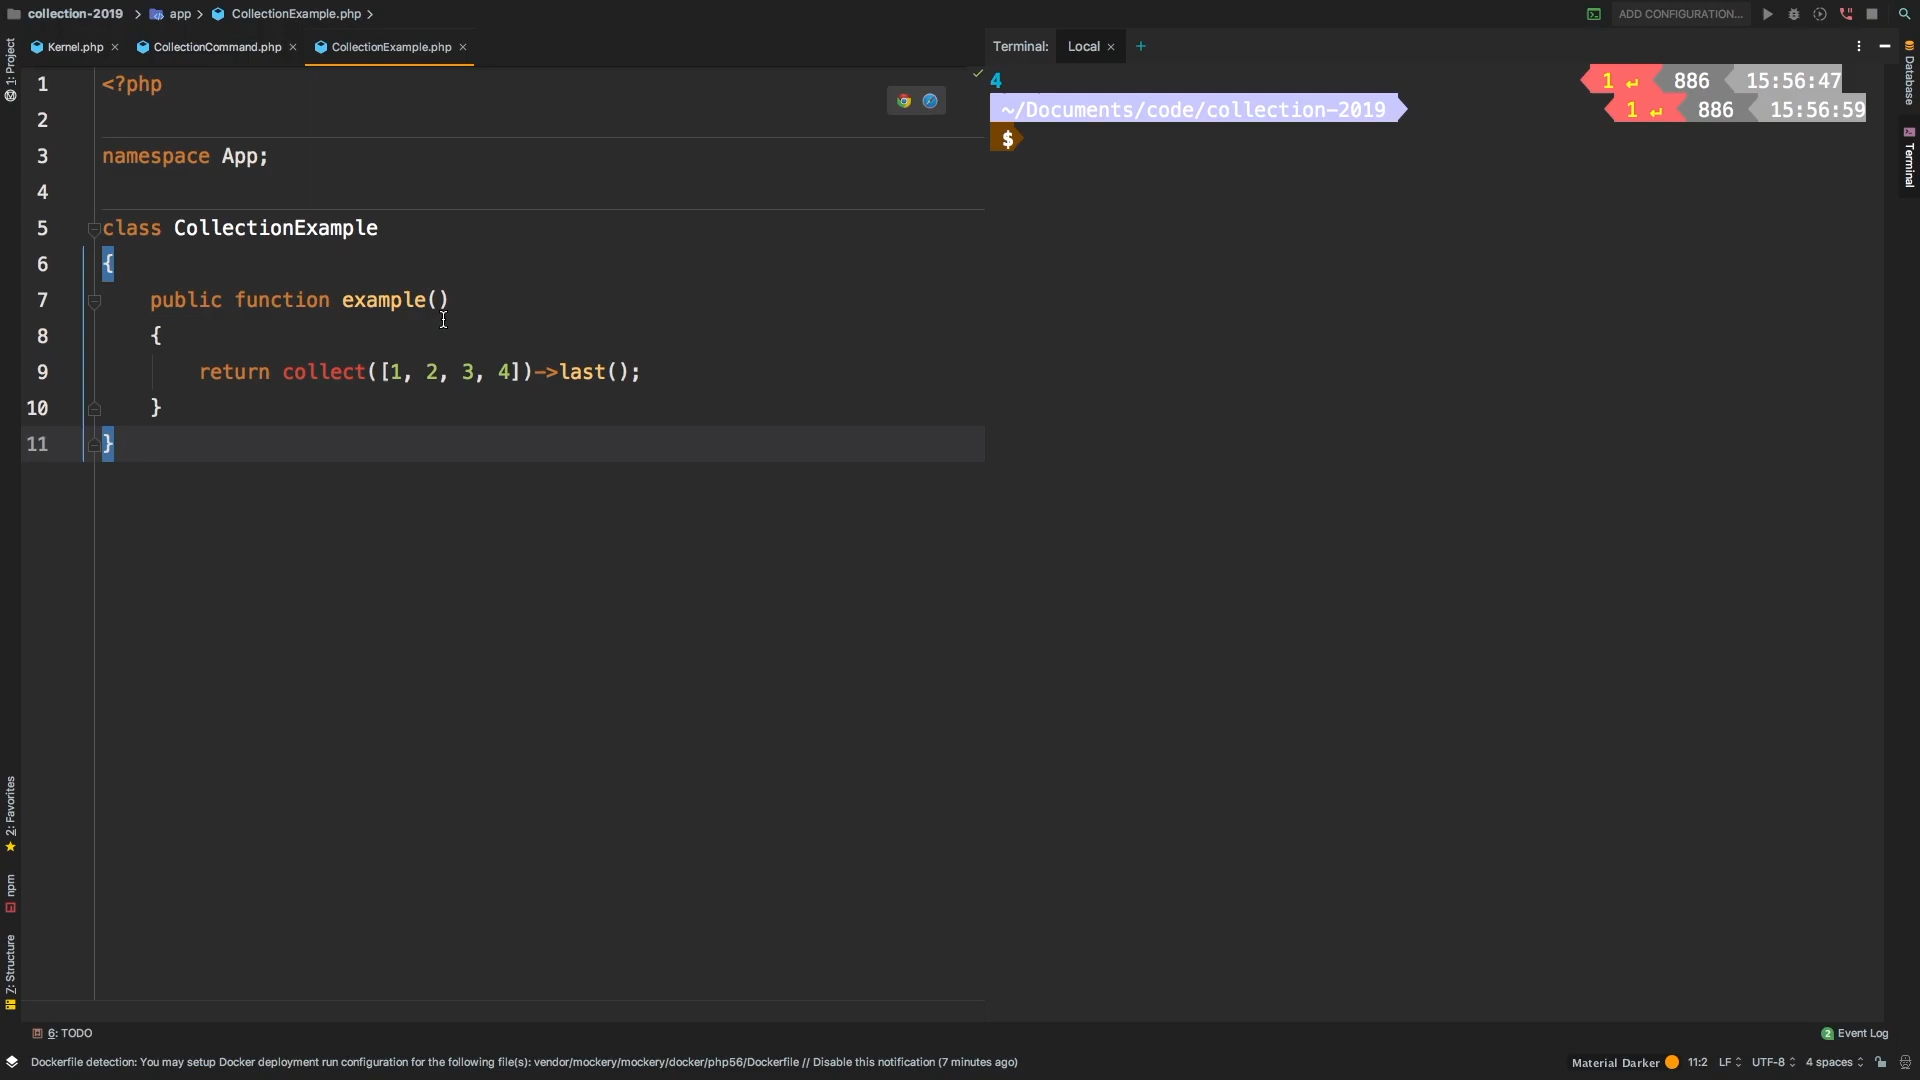 collection-2019 app CollectionExample.php ADD CONFIGURATION...
Kernel.php CollectionCommand.php CollectionExample.php
Terminal: Local
1: Project
Database
Terminal
1 <?php
2
3 namespace App;
4
5 class CollectionExample
6 {
7 public function example()
8 {
9 return collect([1, 2, 3, 4])->last();
10 }
11 }
4 1 ↵ 886 15:56:47
~/Documents/code/collection-2019 1 ↵ 886 15:56:59
$
2: Favorites
npm
7: Structure
6: TODO
2 Event Log
Dockerfile detection: You may setup Docker deployment run configuration for the following file(s): vendor/mockery/mockery/docker/php56/Dockerfile // Disable this notification (7 minutes ago)
Material Darker 11:2 LF UTF-8 4 spaces